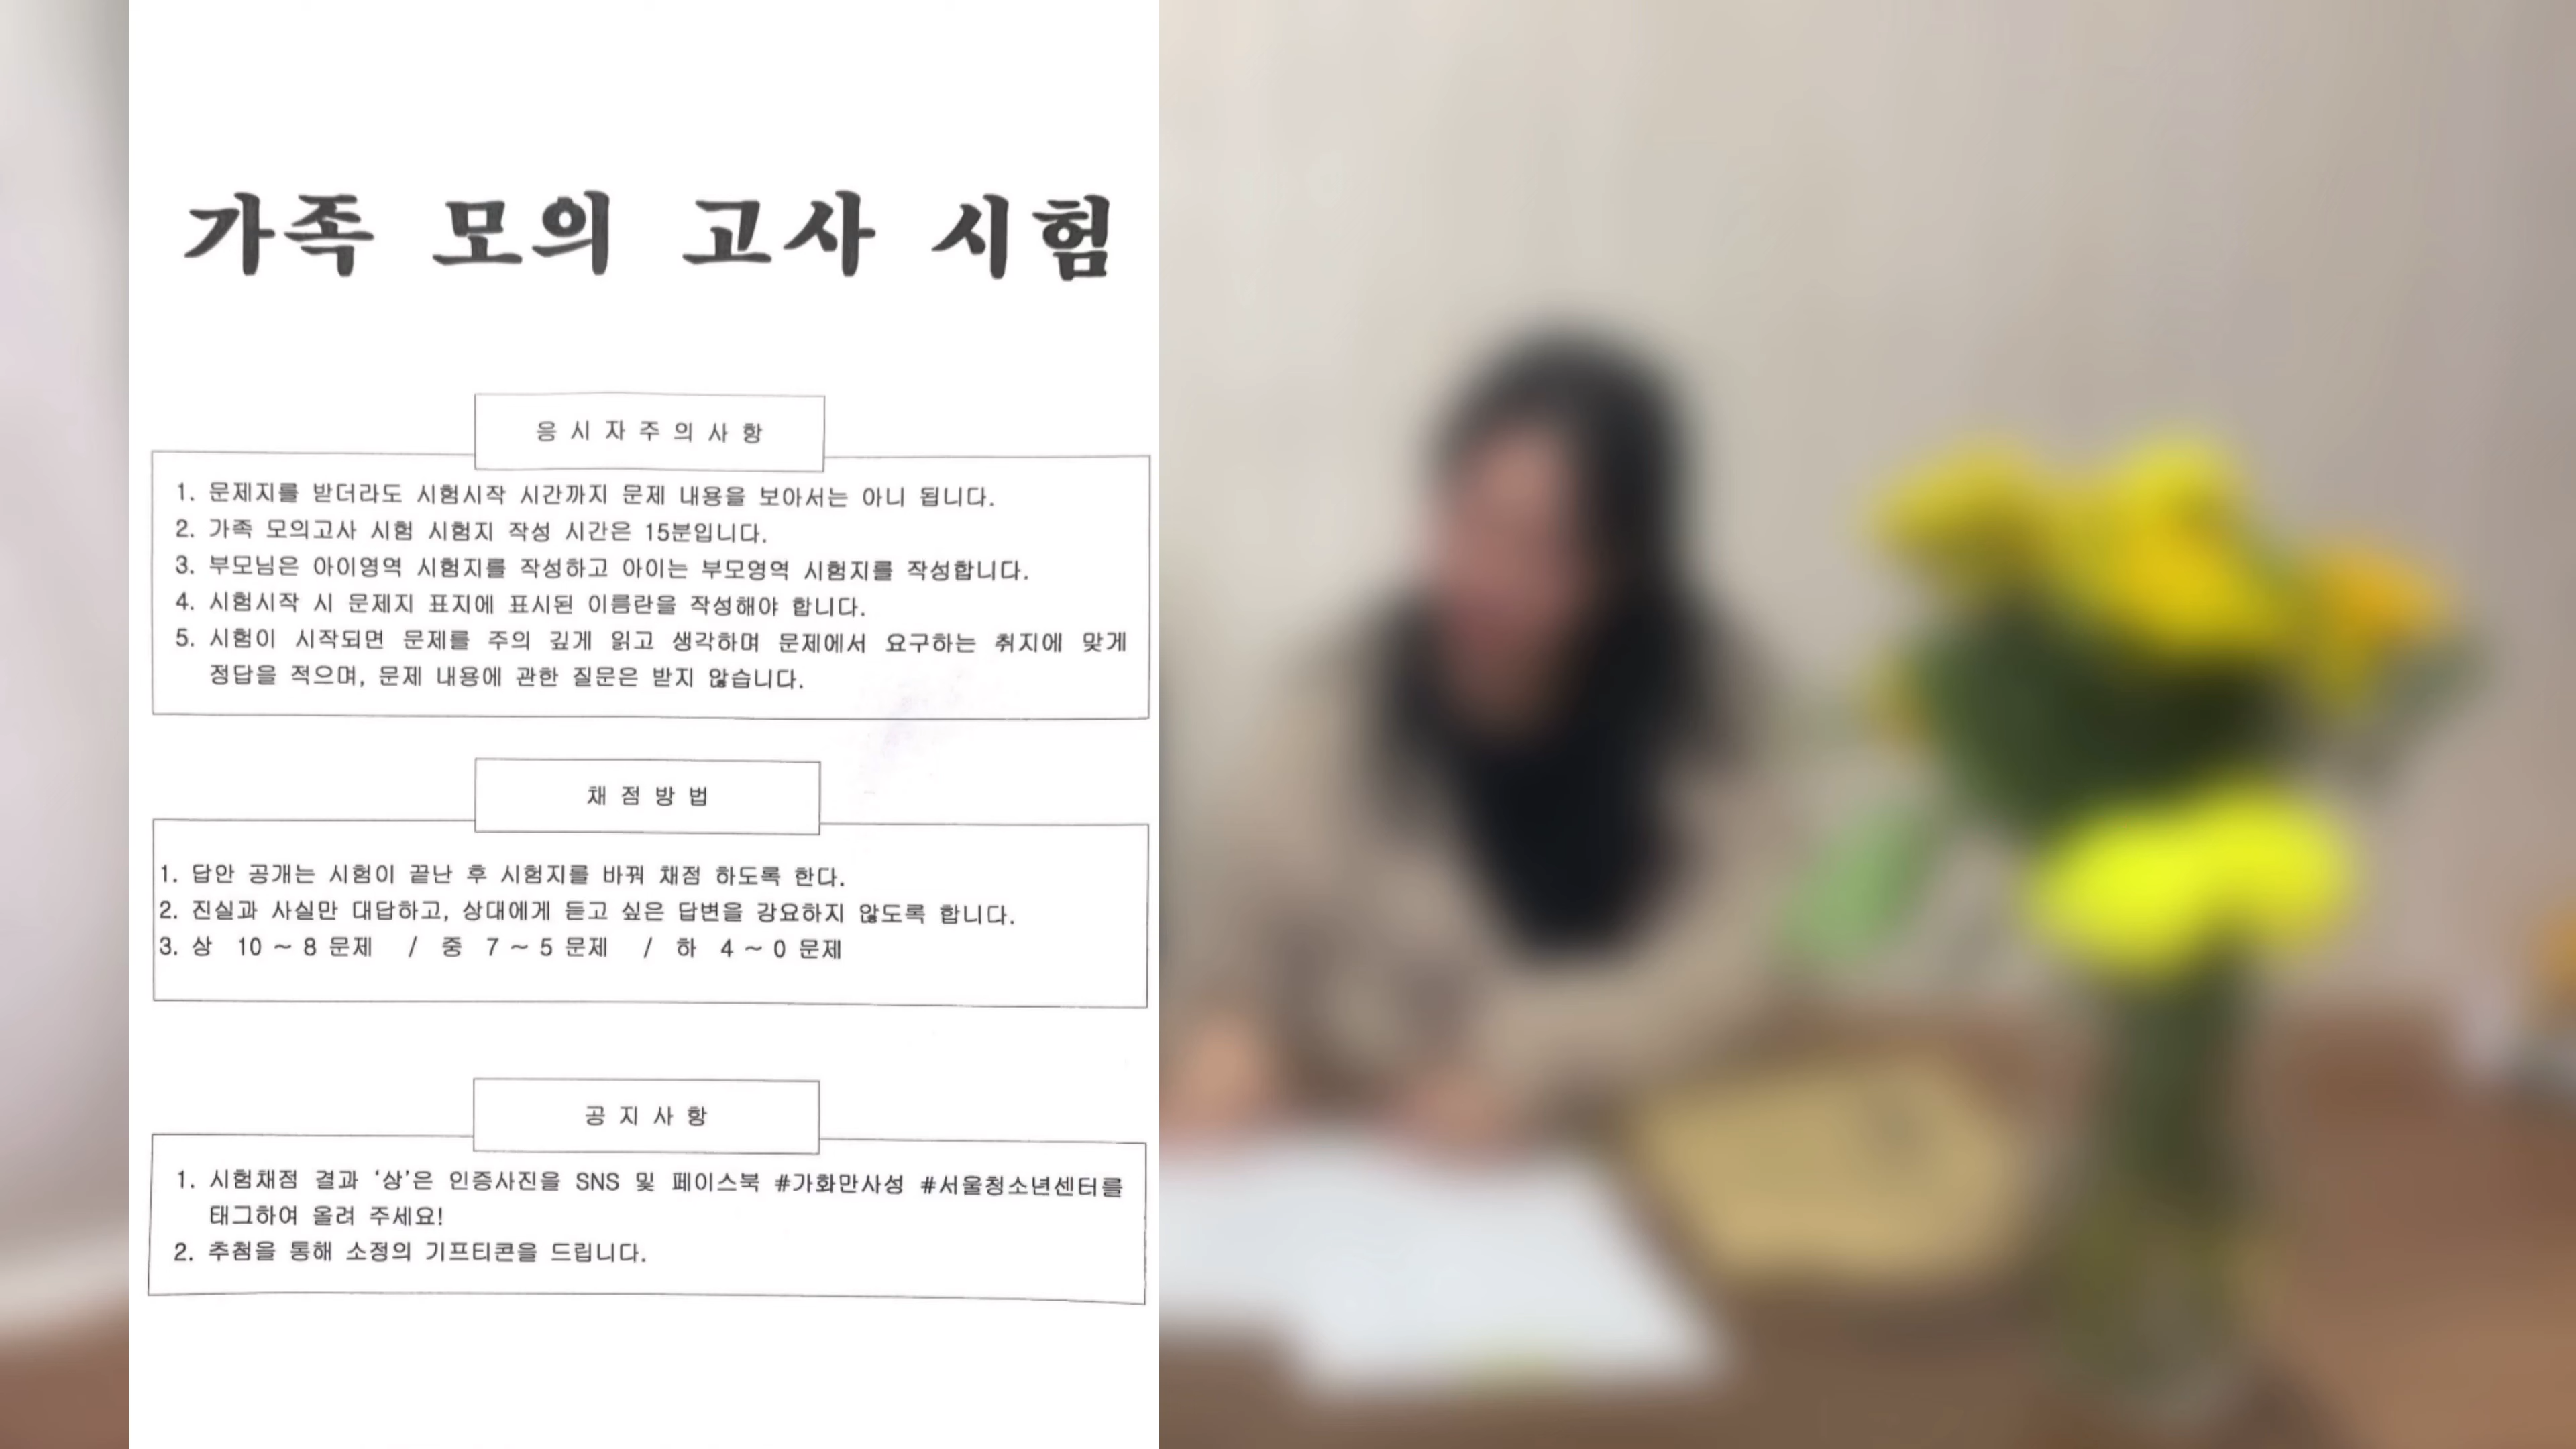 가족 모의 고사 시험
응시자주의사항
1. 문제지를 받더라도 시험시작 시간까지 문제 내용을 보아서는 아니 됩니다.
2. 가족 모의고사 시험 시험지 작성 시간은 15분입니다.
3. 부모님은 아이영역 시험지를 작성하고 아이는 부모영역 시험지를 작성합니다.
4. 시험시작 시 문제지 표지에 표시된 이름란을 작성해야 합니다.
5. 시험이 시작되면 문제를 주의 깊게 읽고 생각하며 문제에서 요구하는 취지에 맞게
정답을 적으며, 문제 내용에 관한 질문은 받지 않습니다.
채점방법
1. 답안 공개는 시험이 끝난 후 시험지를 바꿔 채점 하도록 한다.
2. 진실과 사실만 대답하고, 상대에게 듣고 싶은 답변을 강요하지 않도록 합니다.
3. 상 10 ~ 8 문제 / 중 7 ~ 5 문제 / 하 4 ~ 0 문제
공지사항
1. 시험채점 결과 ‘상’은 인증사진을 SNS 및 페이스북 #가화만사성 #서울청소년센터를
태그하여 올려 주세요!
2. 추첨을 통해 소정의 기프티콘을 드립니다.